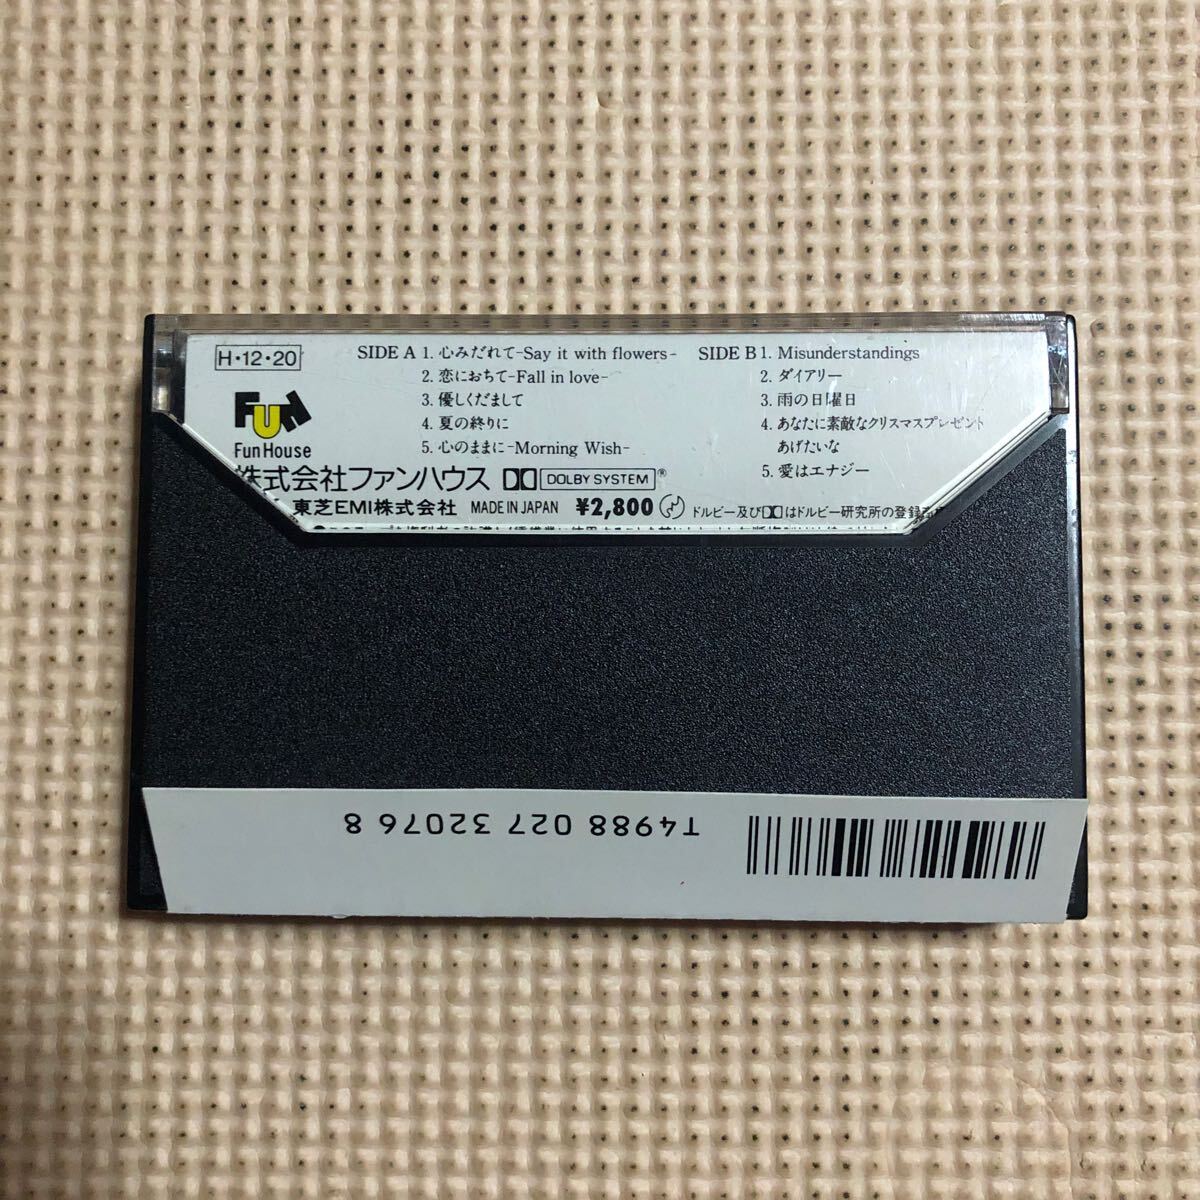 H・12・20
Fun
Fun House
SIDE A 1. 心みだれて-Say it with flowers-
2. 恋におちて-Fall in love-
3. 優しくだまして
4. 夏の終りに
5. 心のままに-Morning Wish-
SIDE B 1. Misunderstandings
2. ダイアリー
3. 雨の日曜日
4. あなたに素敵なクリスマスプレゼント
あげたいな
5. 愛はエナジー
株式会社ファンハウス DOLBY SYSTEM®
東芝EMI株式会社 MADE IN JAPAN ¥2,800 ドルビー及びはドルビー研究所の登録
T4988 027 32076 8